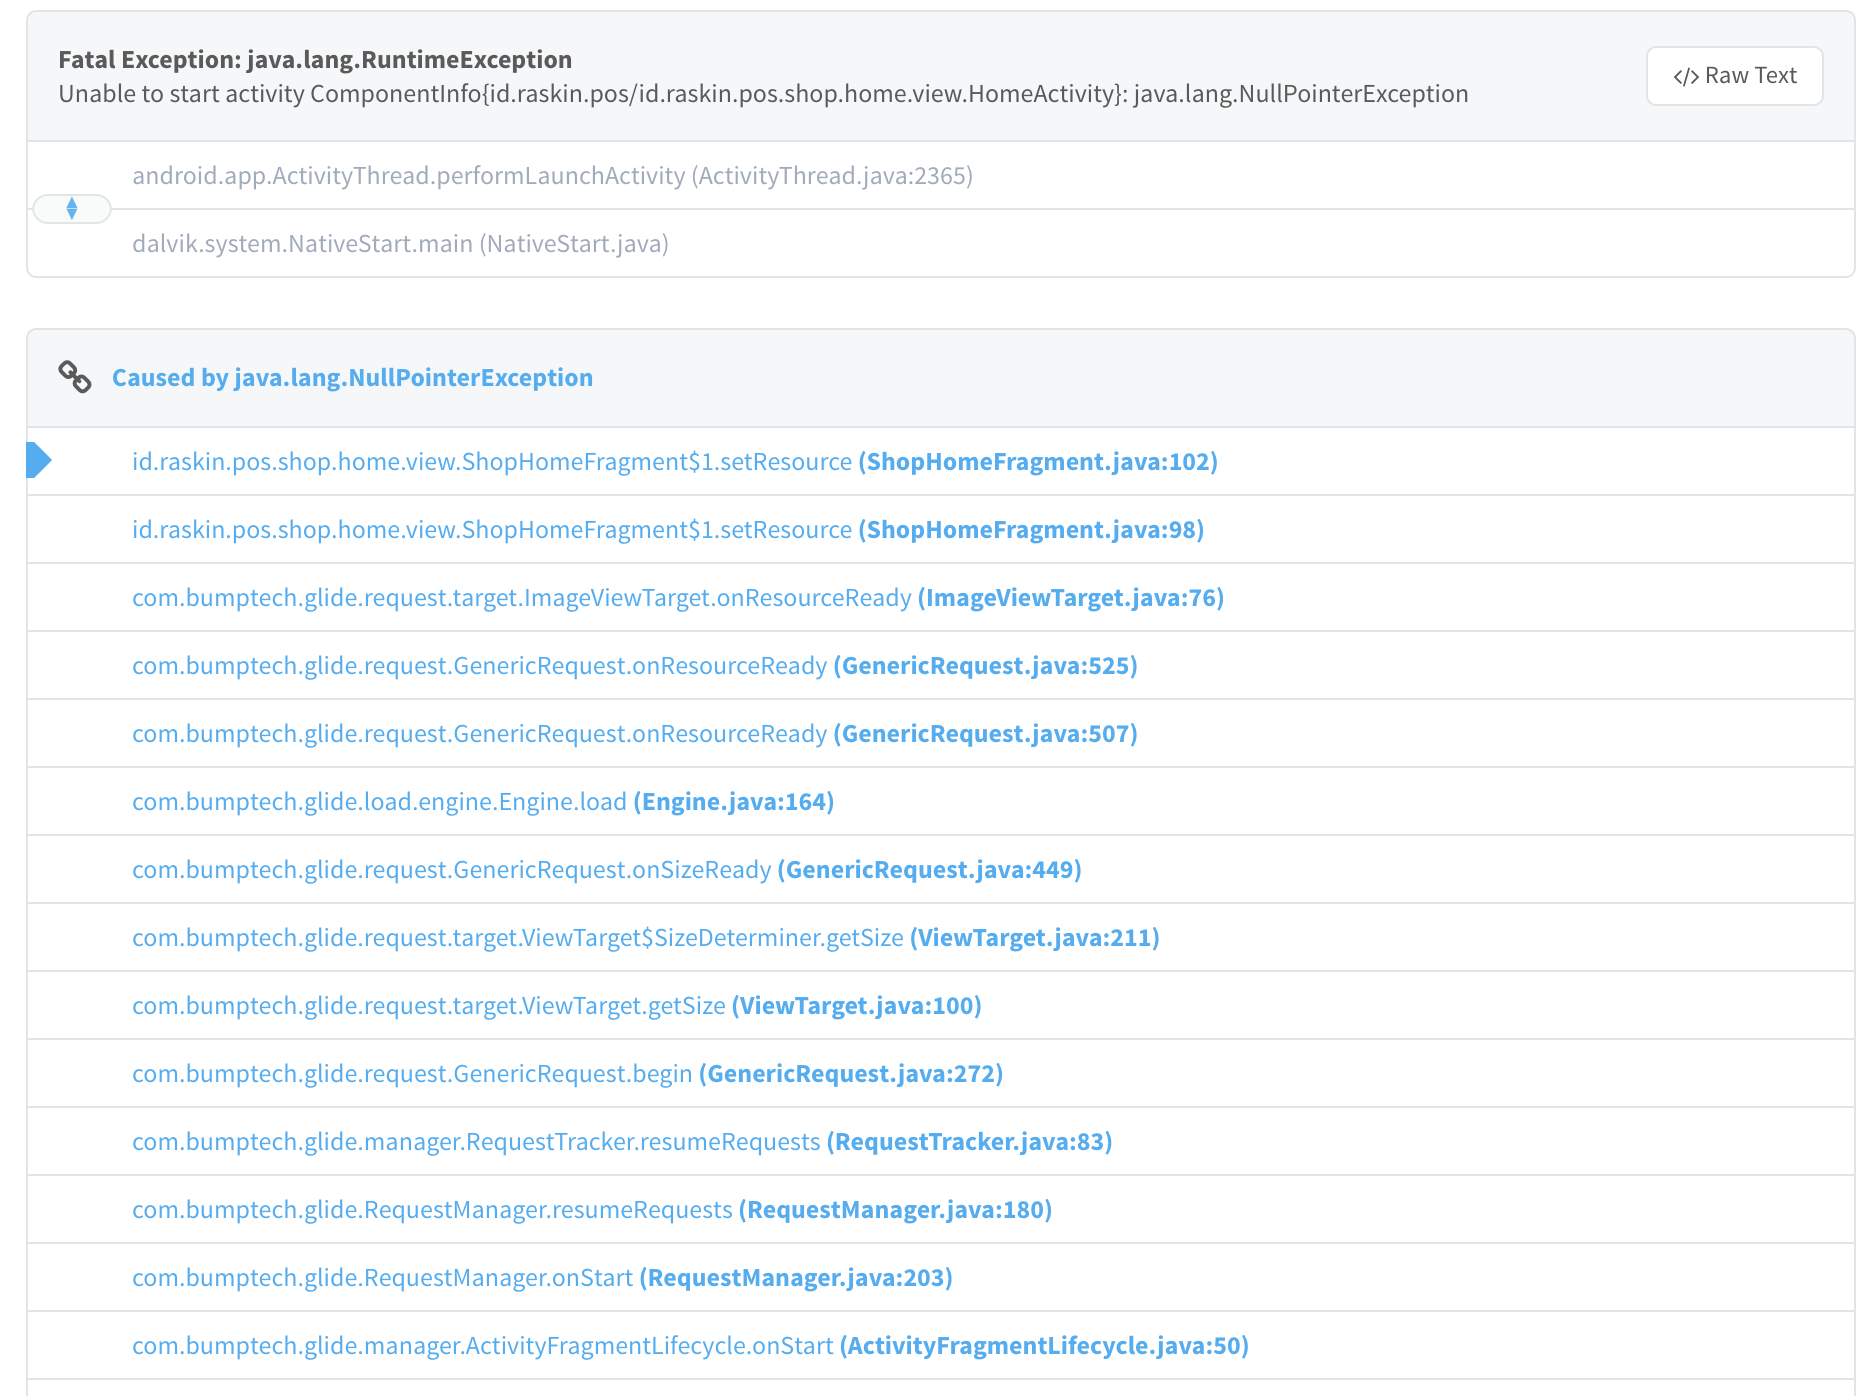 Fatal Exception: java.lang.RuntimeException
Unable to start activity ComponentInfo{id.raskin.pos/id.raskin.pos.shop.home.view.HomeActivity}: java.lang.NullPointerException
</> Raw Text
android.app.ActivityThread.performLaunchActivity (ActivityThread.java:2365)
dalvik.system.NativeStart.main (NativeStart.java)
Caused by java.lang.NullPointerException
id.raskin.pos.shop.home.view.ShopHomeFragment$1.setResource (ShopHomeFragment.java:102)
id.raskin.pos.shop.home.view.ShopHomeFragment$1.setResource (ShopHomeFragment.java:98)
com.bumptech.glide.request.target.ImageViewTarget.onResourceReady (ImageViewTarget.java:76)
com.bumptech.glide.request.GenericRequest.onResourceReady (GenericRequest.java:525)
com.bumptech.glide.request.GenericRequest.onResourceReady (GenericRequest.java:507)
com.bumptech.glide.load.engine.Engine.load (Engine.java:164)
com.bumptech.glide.request.GenericRequest.onSizeReady (GenericRequest.java:449)
com.bumptech.glide.request.target.ViewTarget$SizeDeterminer.getSize (ViewTarget.java:211)
com.bumptech.glide.request.target.ViewTarget.getSize (ViewTarget.java:100)
com.bumptech.glide.request.GenericRequest.begin (GenericRequest.java:272)
com.bumptech.glide.manager.RequestTracker.resumeRequests (RequestTracker.java:83)
com.bumptech.glide.RequestManager.resumeRequests (RequestManager.java:180)
com.bumptech.glide.RequestManager.onStart (RequestManager.java:203)
com.bumptech.glide.manager.ActivityFragmentLifecycle.onStart (ActivityFragmentLifecycle.java:50)